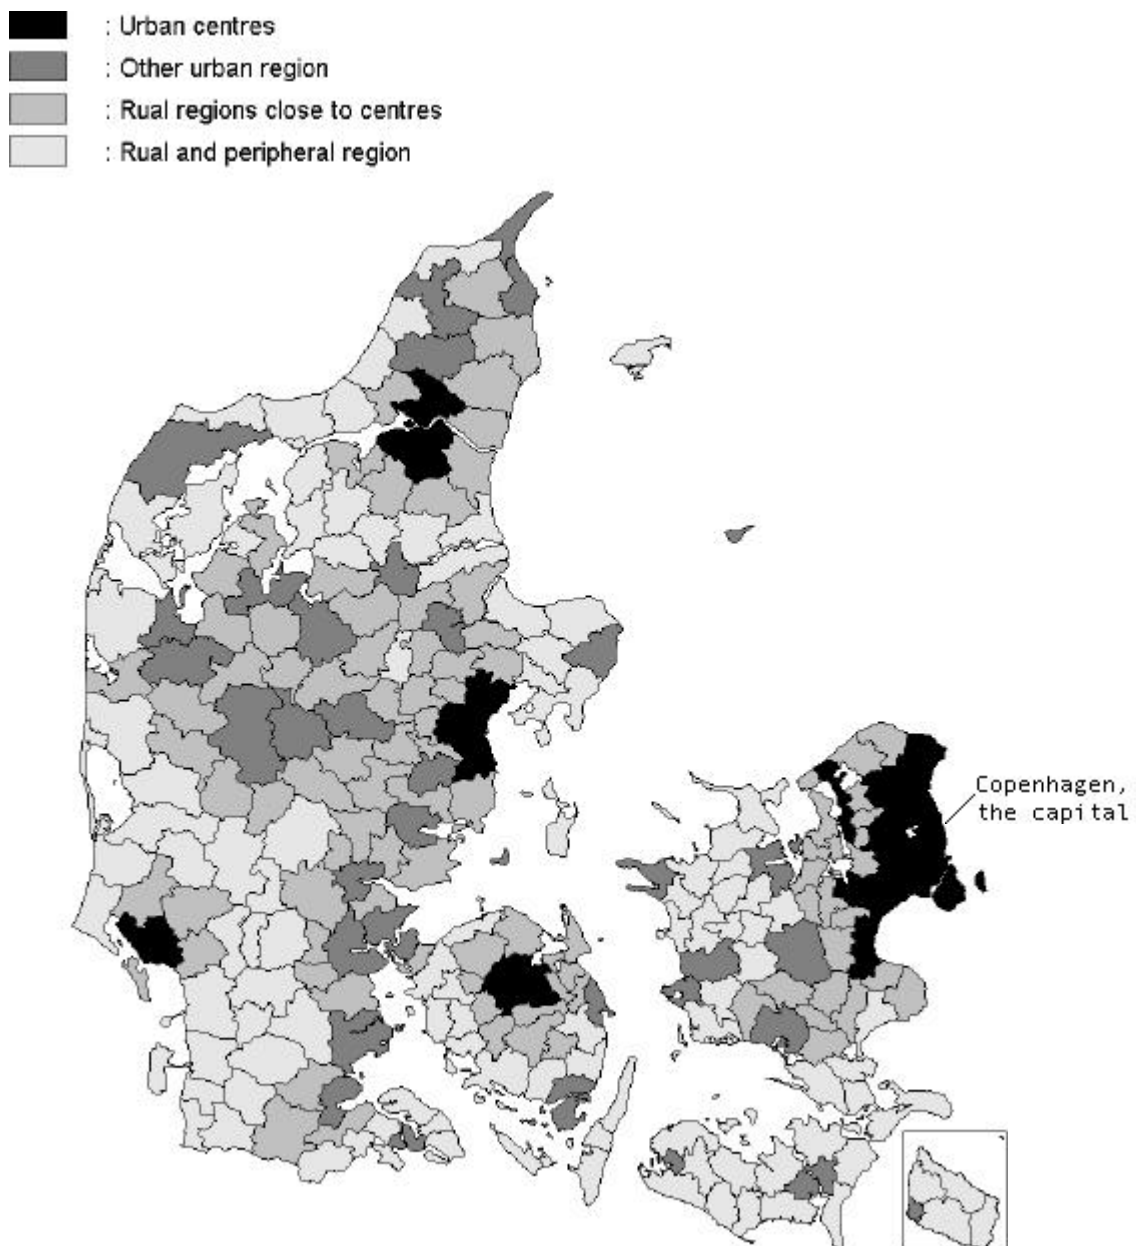 : Urban centres
: Other urban region
: Rual regions close to centres
: Rual and peripheral region
Copenhagen,
the capital